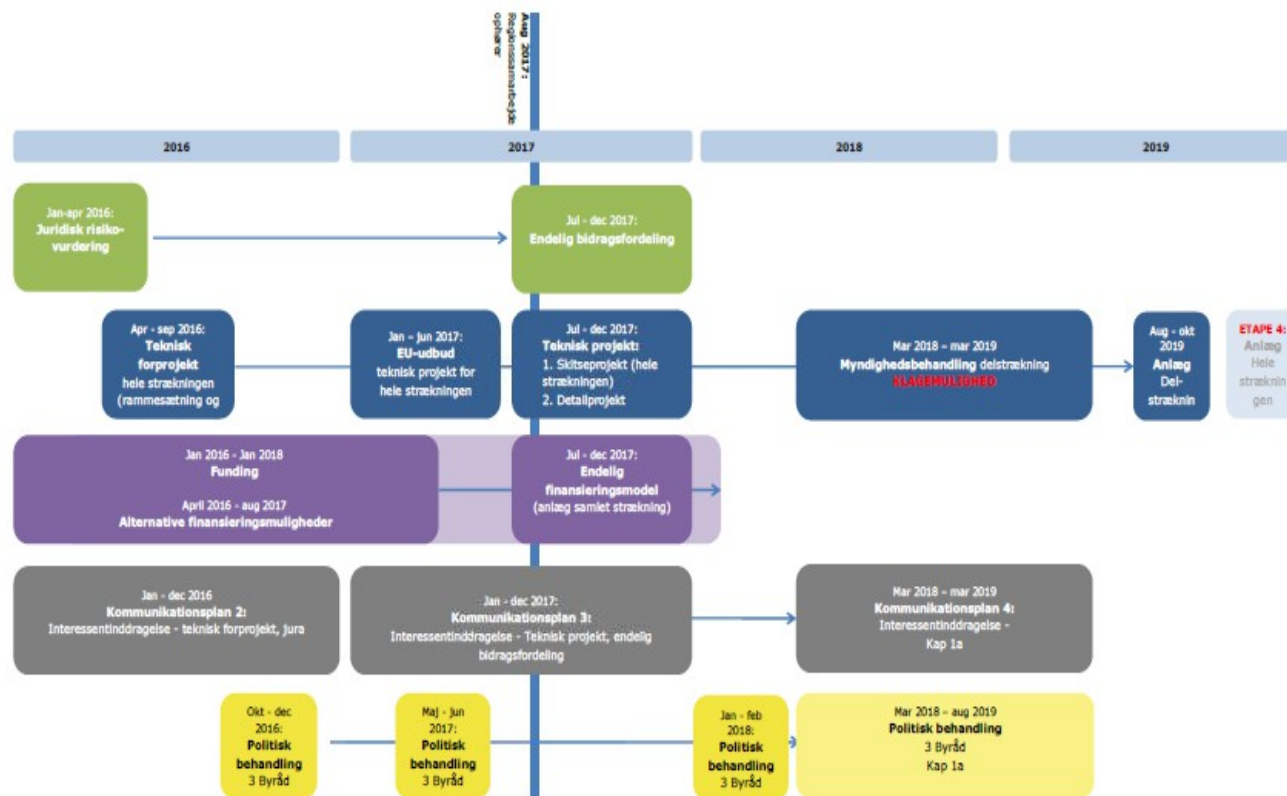 Aug 2017:
Regionssamarbejde
ophører
2016
2017
2018
2019
Jan-apr 2016:
Juridisk risiko-
vurdering
Jul - dec 2017:
Endelig bidragsfordeling
Apr - sep 2016:
Teknisk
forprojekt
hele strækningen
(rammesætning og
Jan – jun 2017:
EU-udbud
teknisk projekt for
hele strækningen
Jul - dec 2017:
Teknisk projekt:
1. Skitseprojekt (hele
strækningen)
2. Detailprojekt
Mar 2018 – mar 2019
Myndighedsbehandling delstrækning
KLAGEMULIGHED
Aug - okt
2019
Anlæg
Del-
stræknin
ETAPE 4:
Anlæg
Hele
stræknin
gen
Jan 2016 - Jan 2018
Funding
April 2016 - aug 2017
Alternative finansieringsmuligheder
Jul - dec 2017:
Endelig
finansieringsmodel
(anlæg samlet strækning)
Jan - dec 2016
Kommunikationsplan 2:
Interessentinddragelse - teknisk forprojekt, jura
Jan - dec 2017:
Kommunikationsplan 3:
Interessentinddragelse - Teknisk projekt, endelig
bidragsfordeling
Mar 2018 – mar 2019
Kommunikationsplan 4:
Interessentinddragelse -
Kap 1a
Okt - dec
2016:
Politisk
behandling
3 Byråd
Maj - jun
2017:
Politisk
behandling
3 Byråd
Jan - feb
2018:
Politisk
behandling
3 Byråd
Mar 2018 – aug 2019
Politisk behandling
3 Byråd
Kap 1a